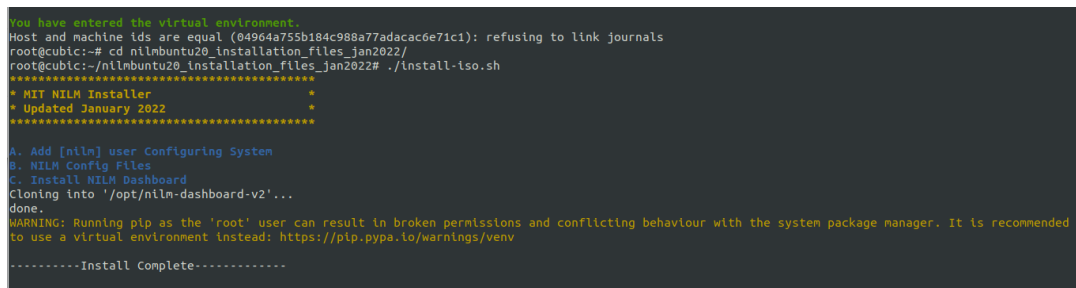 You have entered the virtual environment.
Host and machine ids are equal (04964a755b184c988a77adacac6e71c1): refusing to link journals
root@cubic:~# cd nilmbuntu20_installation_files_jan2022/
root@cubic:~/nilmbuntu20_installation_files_jan2022# ./install-iso.sh
*******************************************
* MIT NILM Installer                      *
* Updated January 2022                    *
*******************************************
A. Add [nilm] user Configuring System
B. NILM Config Files
C. Install NILM Dashboard
Cloning into '/opt/nilm-dashboard-v2'...
done.
WARNING: Running pip as the 'root' user can result in broken permissions and conflicting behaviour with the system package manager. It is recommended
to use a virtual environment instead: https://pip.pypa.io/warnings/venv
----------Install Complete-------------